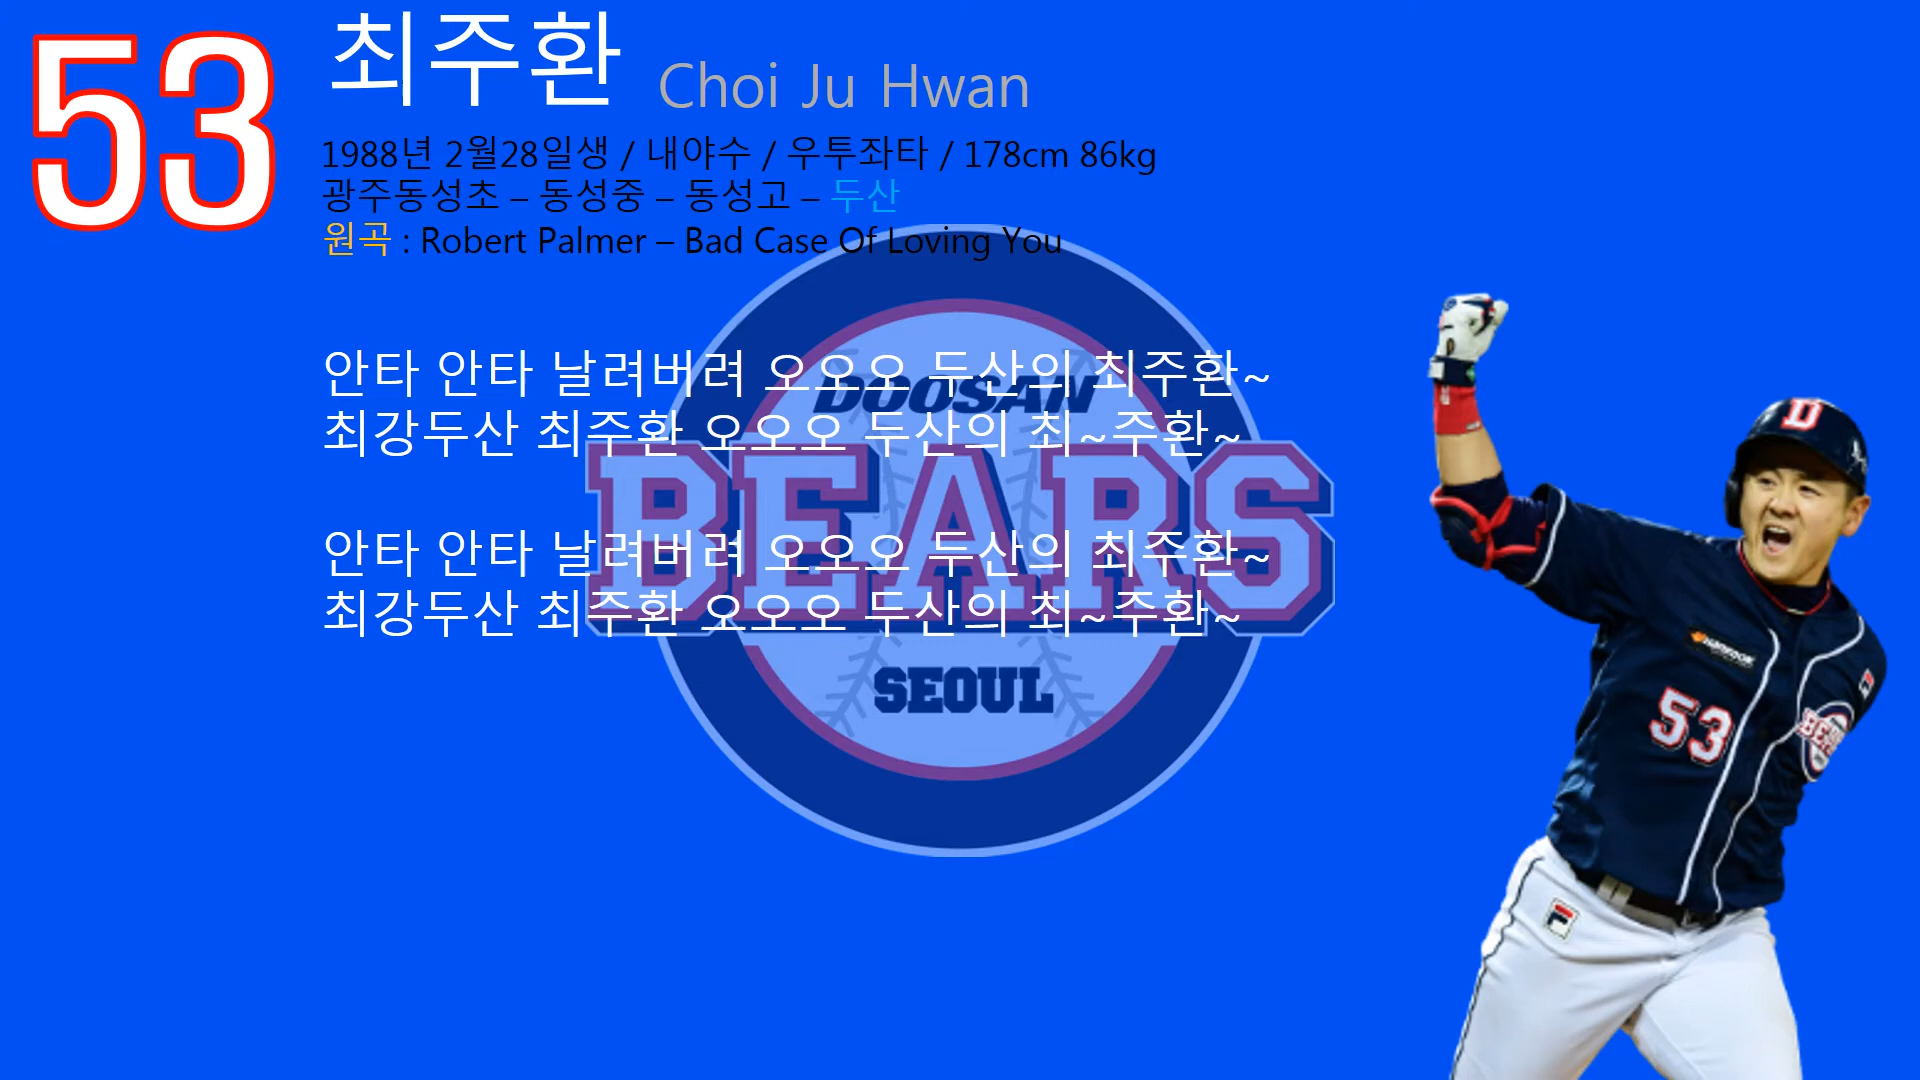 53
최주환 Choi Ju Hwan
1988년 2월28일생 / 내야수 / 우투좌타 / 178cm 86kg
광주동성초 – 동성중 – 동성고 – 두산
원곡 : Robert Palmer – Bad Case Of Loving You
안타 안타 날려버려 오오오 두산의 최주환~
최강두산 최주환 오오오 두산의 최~주환~
안타 안타 날려버려 오오오 두산의 최주환~
최강두산 최주환 오오오 두산의 최~주환~
DOOSAN
BEARS
SEOUL
D
53